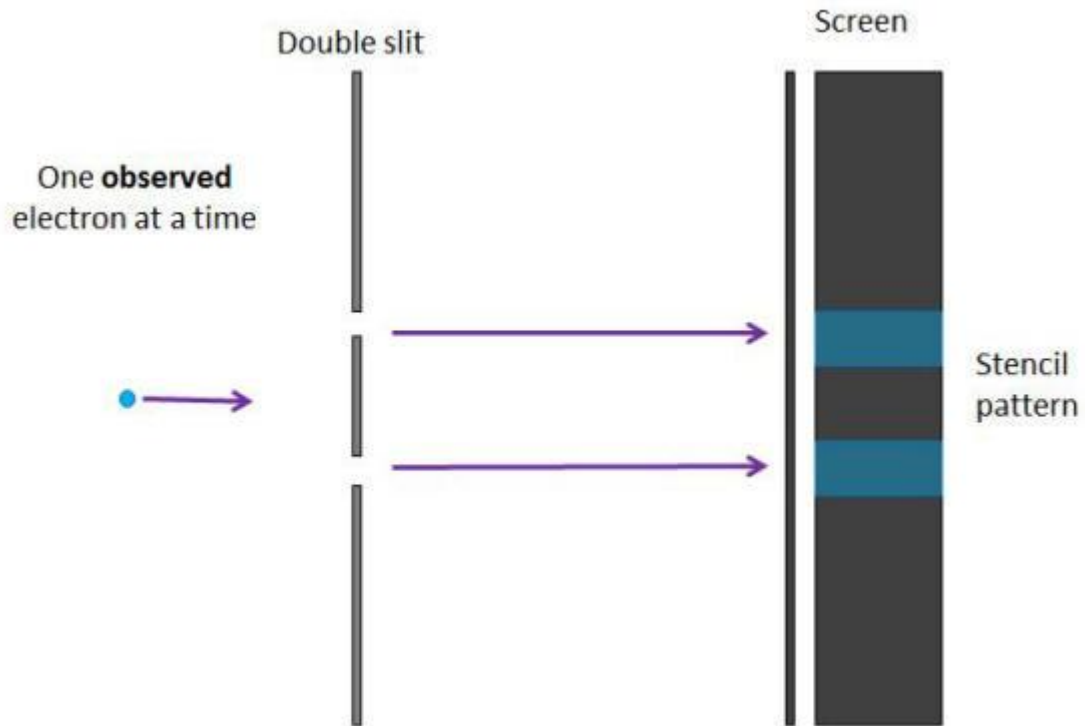 Double slit
Screen
One observed
electron at a time
Stencil
pattern